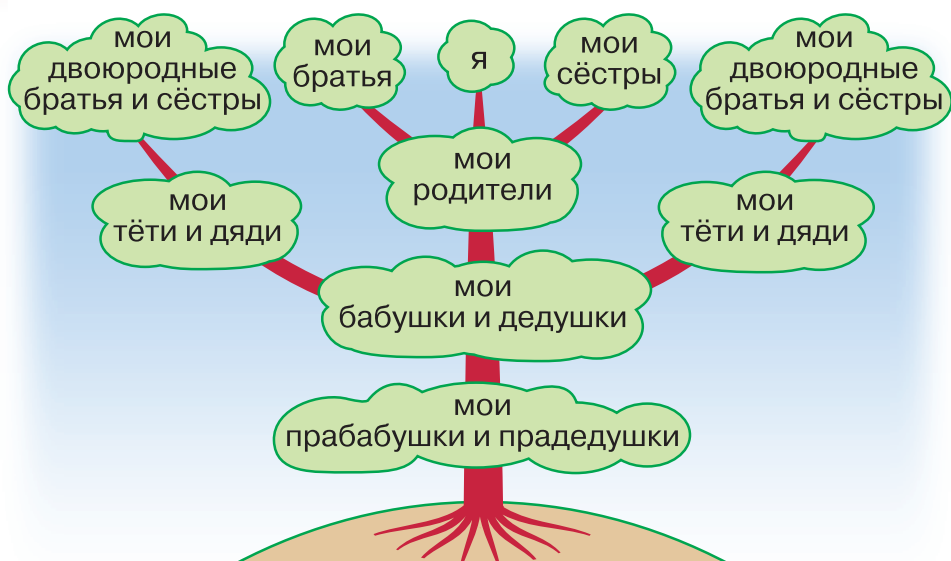 мои
двоюродные
братья и сёстры
мои
братья
я
мои
сёстры
мои
двоюродные
братья и сёстры
мои
тёти и дяди
мои
родители
мои
тёти и дяди
мои
бабушки и дедушки
мои
прабабушки и прадедушки